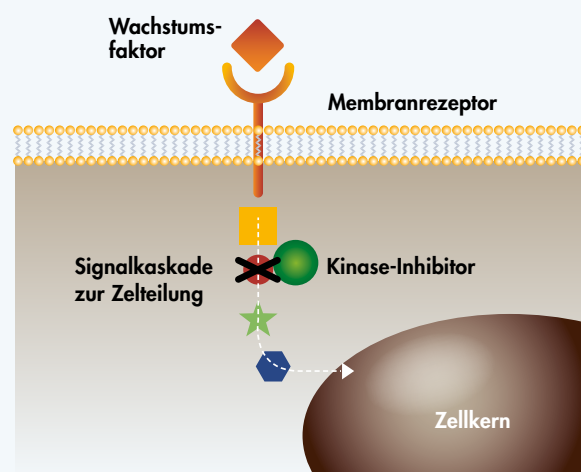 Wachstums-
faktor
Membranrezeptor
Signalkaskade
zur Zelteilung
Kinase-Inhibitor
Zellkern